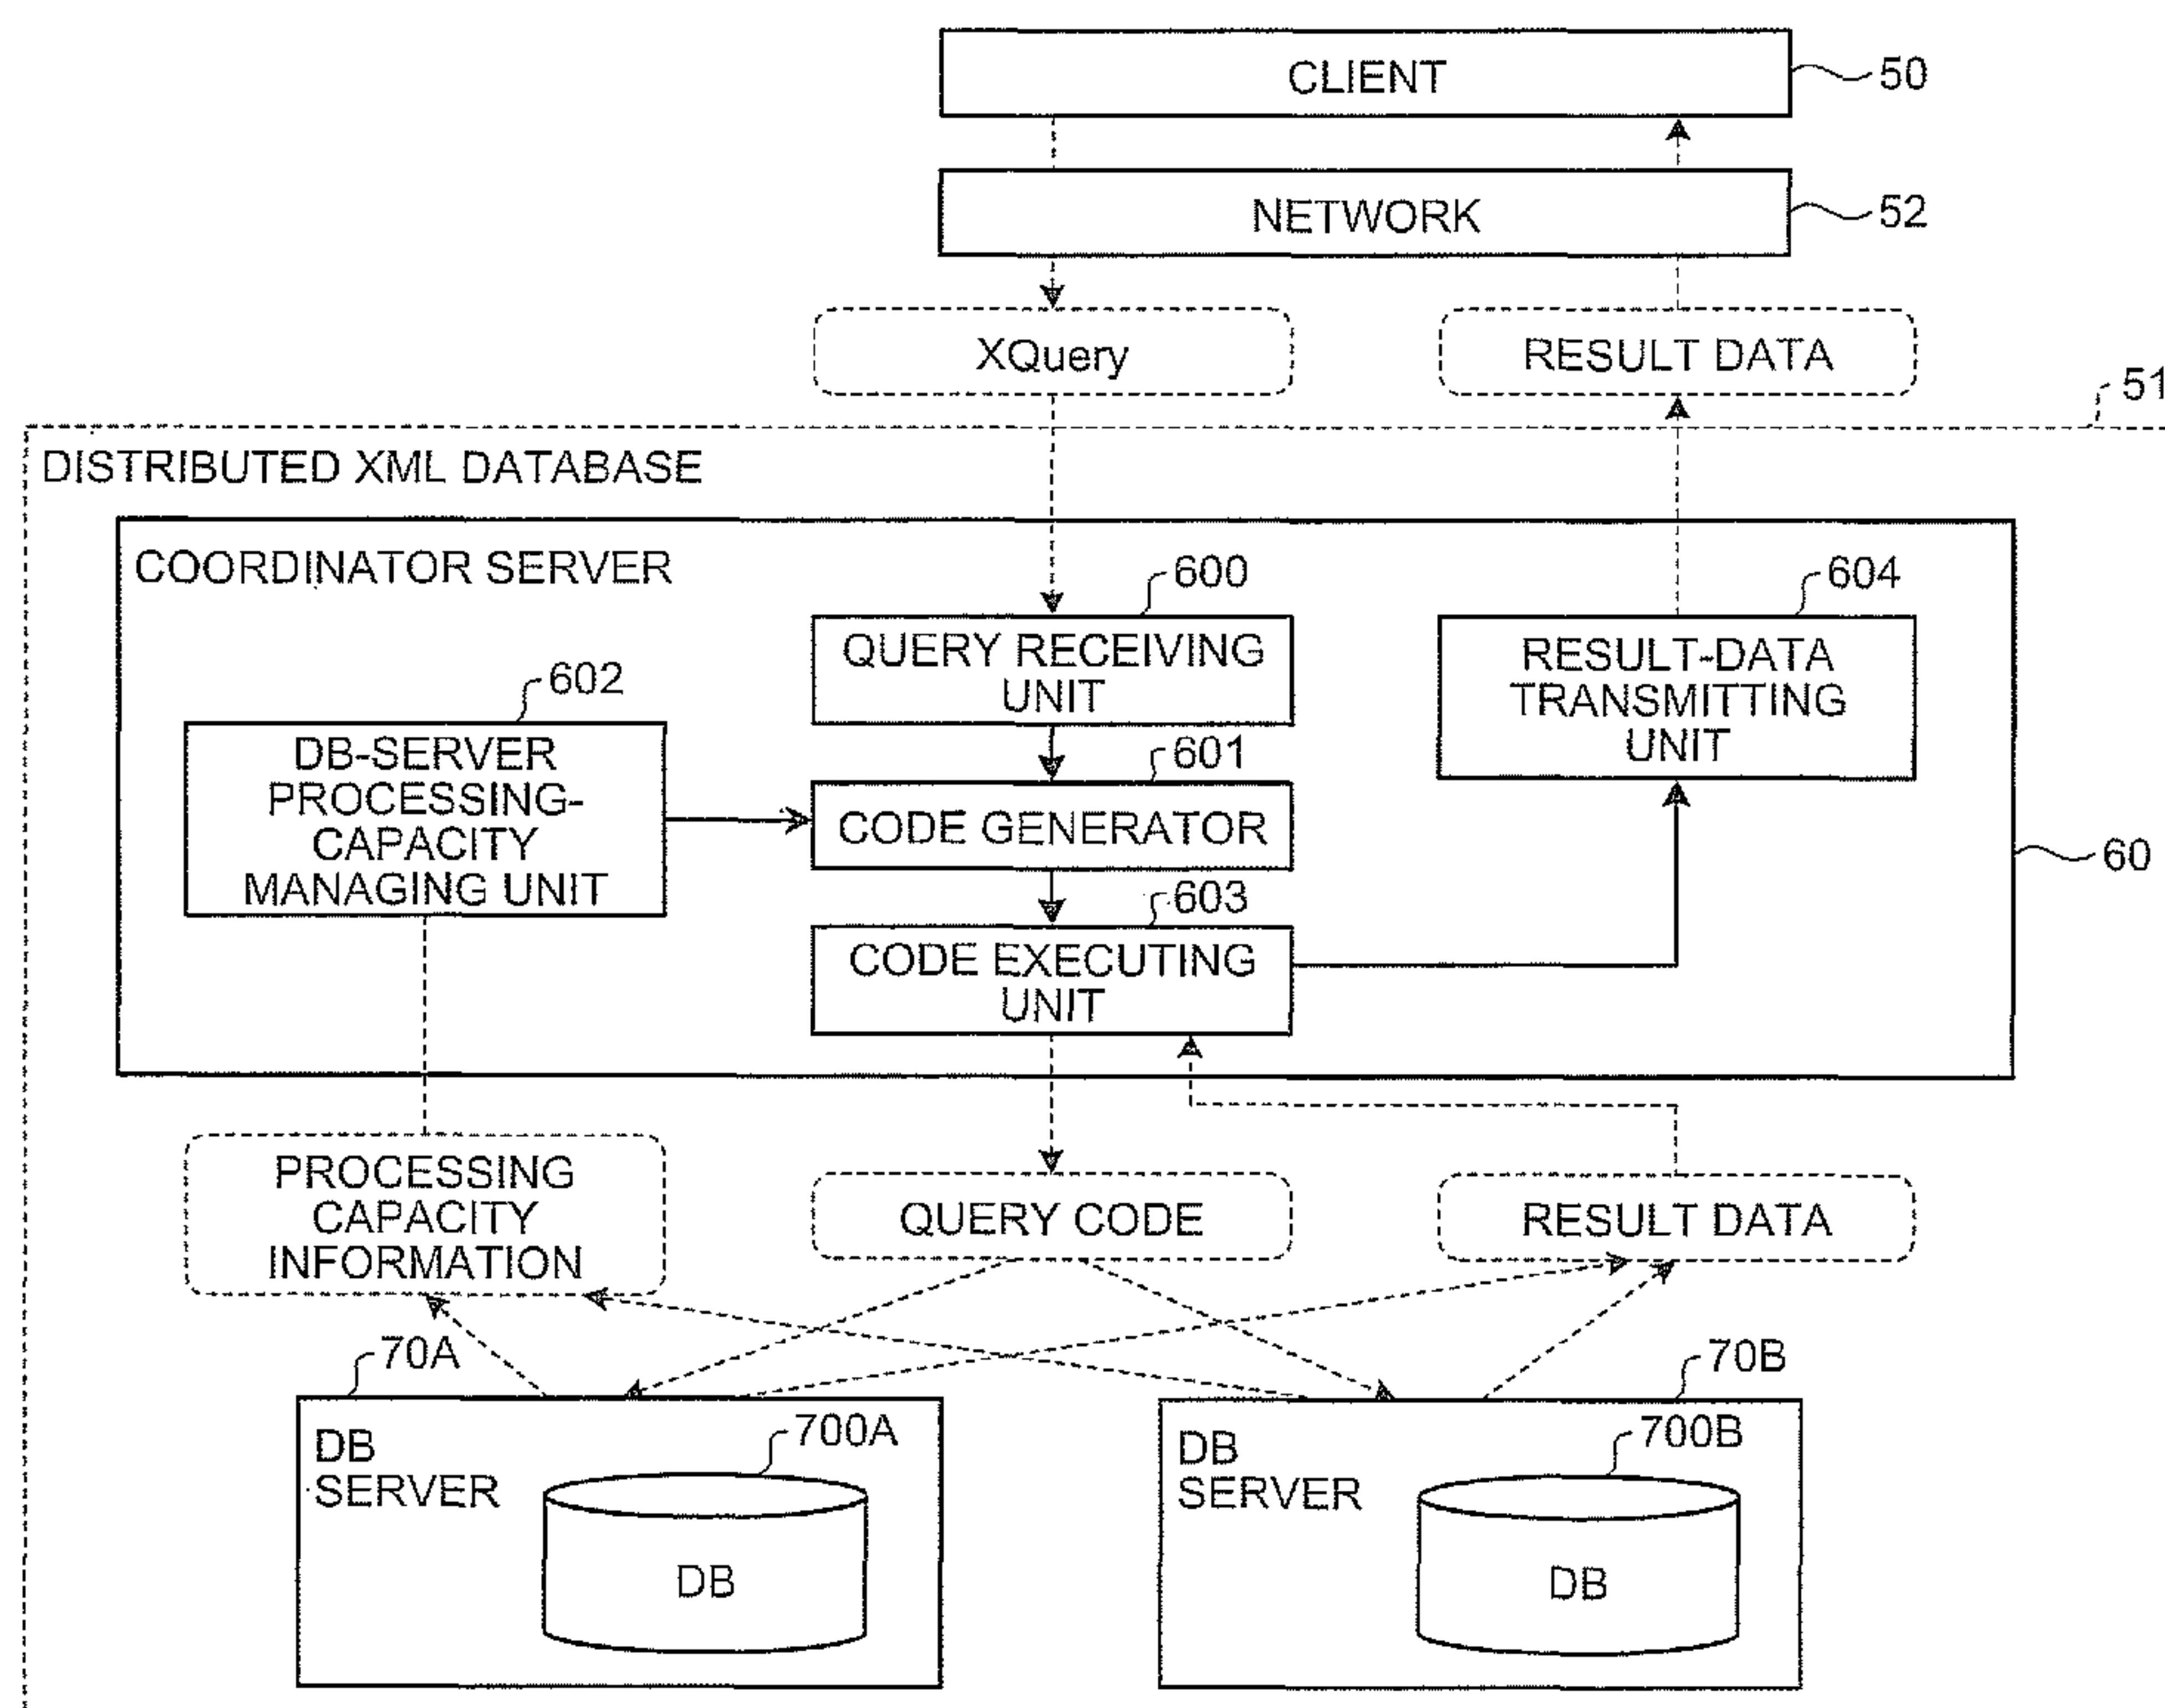 CLIENT
50
NETWORK
52
XQuery
RESULT DATA
51
DISTRIBUTED XML DATABASE
COORDINATOR SERVER
600
604
QUERY RECEIVING
UNIT
RESULT-DATA
TRANSMITTING
UNIT
602
DB-SERVER
PROCESSING-
CAPACITY
MANAGING UNIT
601
CODE GENERATOR
60
603
CODE EXECUTING
UNIT
PROCESSING
CAPACITY
INFORMATION
QUERY CODE
RESULT DATA
70A
70B
DB
SERVER
700A
DB
DB
SERVER
700B
DB